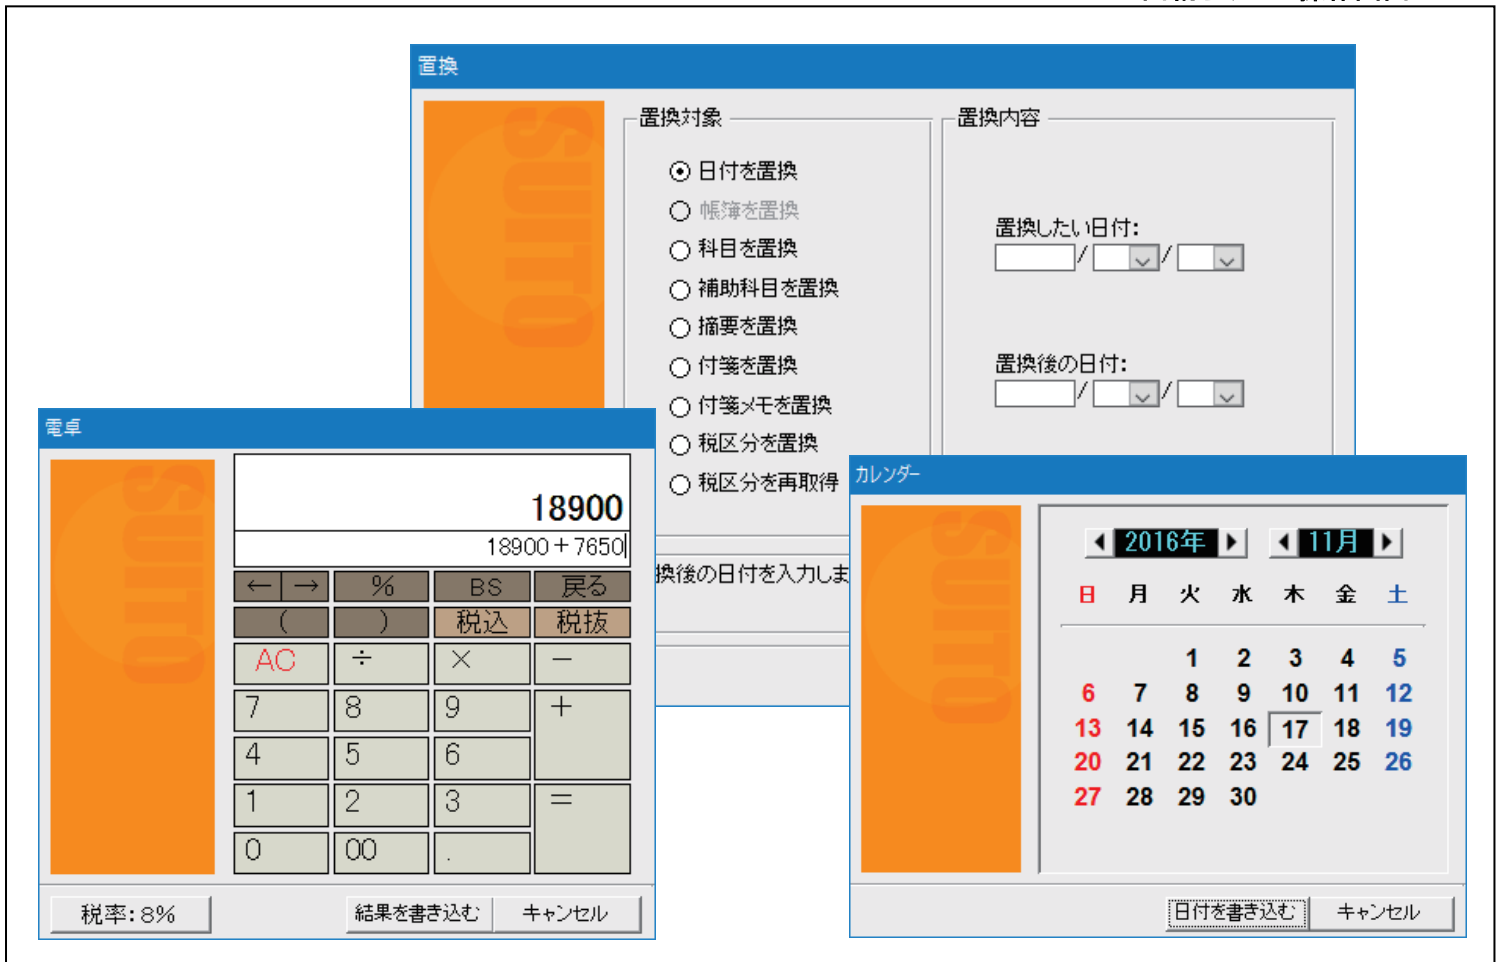 置換
SUITO
置換対象
日付を置換
帳簿を置換
科目を置換
補助科目を置換
摘要を置換
付箋を置換
付箋メモを置換
税区分を置換
税区分を再取得
置換内容
置換したい日付:
/ /
置換後の日付:
/ /
換後の日付を入力しま
電卓
SUITO
18900
18900+7650
← → % BS 戻る
( ) 税込 税抜
AC ÷ × −
7 8 9 +
4 5 6
1 2 3 =
0 00 .
税率:8% 結果を書き込む キャンセル
カレンダー
SUITO
2016年 11月
日 月 火 水 木 金 土
1 2 3 4 5
6 7 8 9 10 11 12
13 14 15 16 17 18 19
20 21 22 23 24 25 26
27 28 29 30
日付を書き込む キャンセル